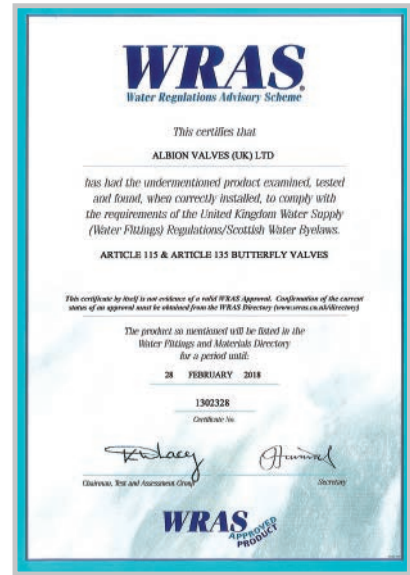 WRAS
Water Regulations Advisory Scheme
This certifies that
ALBION VALVES (UK) LTD
has had the undermentioned product examined, tested
and found, when correctly installed, to comply with
the requirements of the United Kingdom Water Supply
(Water Fittings) Regulations/Scottish Water Byelaws.
ARTICLE 115 & ARTICLE 135 BUTTERFLY VALVES
This certificate by itself is not evidence of a valid WRAS Approval. Confirmation of the current
status of an approval must be obtained from the WRAS Directory (www.wras.co.uk/directory)
The product so mentioned will be listed in the
Water Fittings and Materials Directory
for a period until:
28 FEBRUARY 2018
1302328
Certificate No.
Chairman, Test and Assessment Group
Secretary
WRAS APPROVED PRODUCT